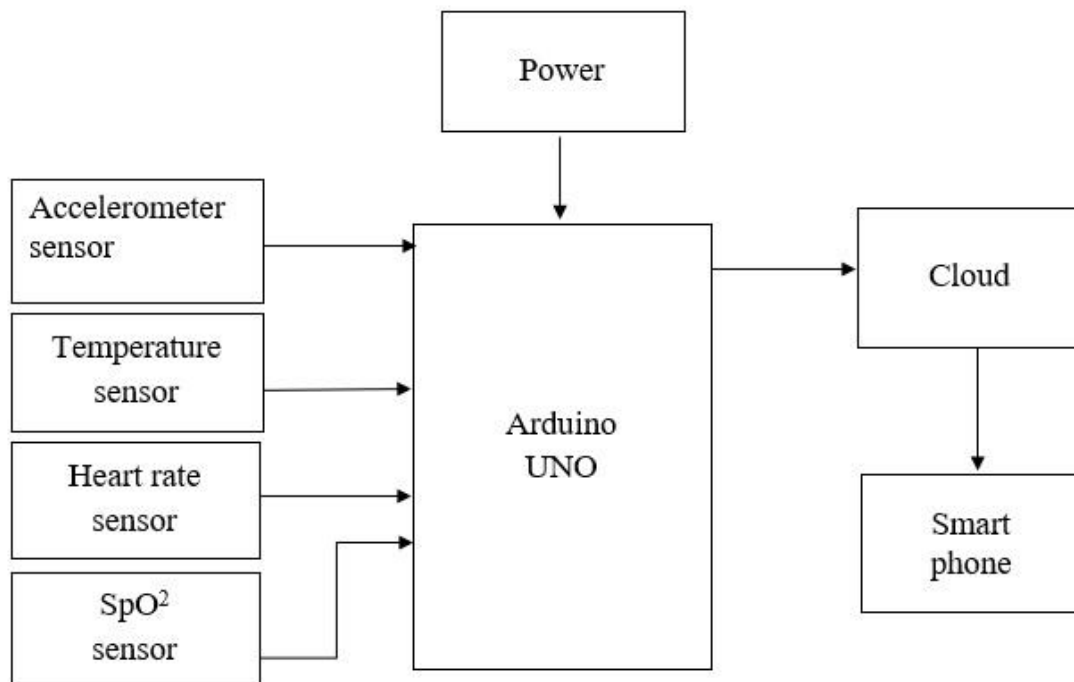 Power
Accelerometer
sensor
Temperature
sensor
Heart rate
sensor
SpO²
sensor
Arduino
UNO
Cloud
Smart
phone